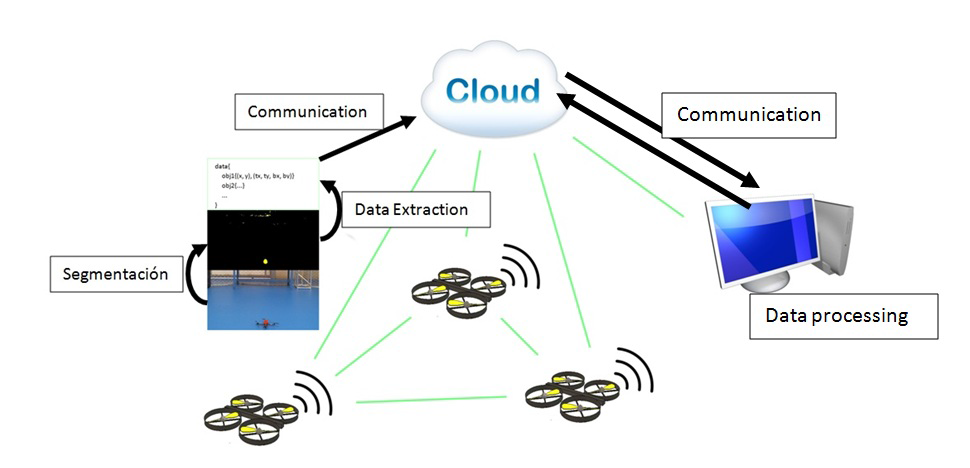 Cloud
Communication
Communication
data{
obj1{(x, y), (tx, ty, bx, by)}
obj2{...}
...
}
Data Extraction
Segmentación
Data processing